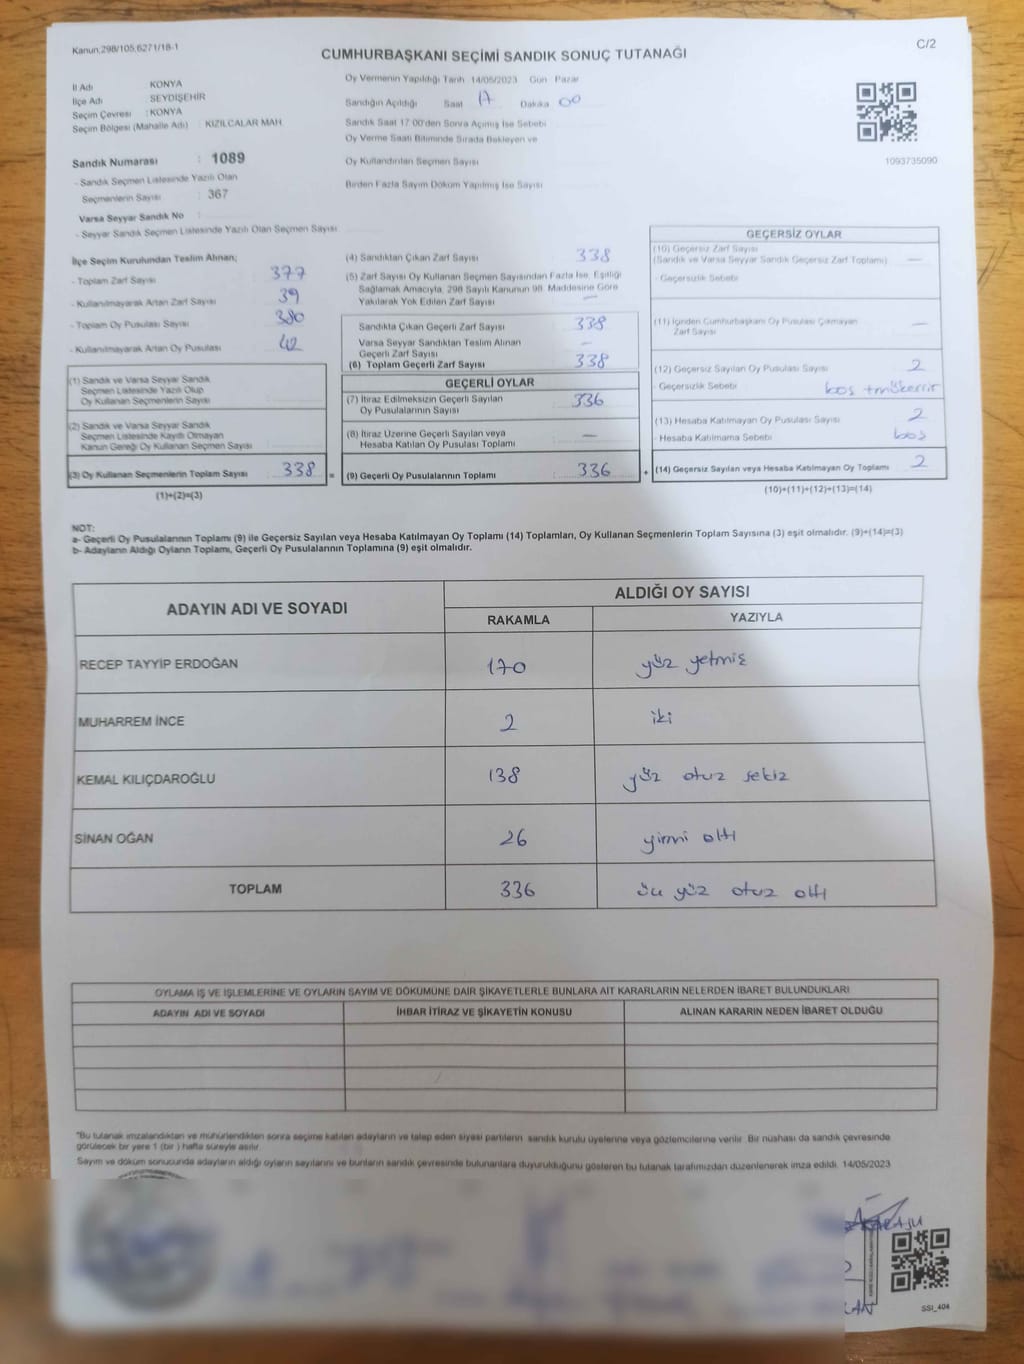 Kanun;298/105;6271/18-1
C/2
CUMHURBAŞKANI SEÇİMİ SANDIK SONUÇ TUTANAĞI
İl Adı : KONYA
İlçe Adı : SEYDİŞEHİR
Seçim Çevresi : KONYA
Seçim Bölgesi (Mahalle Adı) : KIZILCALAR MAH.
Sandık Numarası : 1089
- Sandık Seçmen Listesinde Yazılı Olan
Seçmenlerin Sayısı : 367
Varsa Seyyar Sandık No :
- Seyyar Sandık Seçmen Listesinde Yazılı Olan Seçmen Sayısı
Oy Vermenin Yapıldığı Tarih 14/05/2023 Gün Pazar
Sandığın Açıldığı Saat 17 Dakika 00
Sandık Saat 17:00'den Sonra Açılmış İse Sebebi
Oy Verme Saati Bitiminde Sırada Bekleyen ve
Oy Kullandırılan Seçmen Sayısı
Birden Fazla Sayım Döküm Yapılmış İse Sayısı
1093735090
İlçe Seçim Kurulundan Teslim Alınan;
- Toplam Zarf Sayısı 377
- Kullanılmayarak Artan Zarf Sayısı 39
- Toplam Oy Pusulası Sayısı 380
- Kullanılmayarak Artan Oy Pusulası 42
(1) Sandık ve Varsa Seyyar Sandık
Seçmen Listesinde Yazılı Olup
Oy Kullanan Seçmenlerin Sayısı
(2) Sandık ve Varsa Seyyar Sandık
Seçmen Listesinde Kayıtlı Olmayan
Kanun Gereği Oy Kullanan Seçmen Sayısı
(3) Oy Kullanan Seçmenlerin Toplam Sayısı 338 =
(1)+(2)=(3)
(4) Sandıktan Çıkan Zarf Sayısı 338
(5) Zarf Sayısı Oy Kullanan Seçmen Sayısından Fazla İse, Eşitliği
Sağlamak Amacıyla, 298 Sayılı Kanunun 98. Maddesine Göre
Yakılarak Yok Edilen Zarf Sayısı —
Sandıkta Çıkan Geçerli Zarf Sayısı 338
Varsa Seyyar Sandıktan Teslim Alınan
Geçerli Zarf Sayısı —
(6) Toplam Geçerli Zarf Sayısı 338
GEÇERLİ OYLAR
(7) İtiraz Edilmeksizin Geçerli Sayılan
Oy Pusulalarının Sayısı 336
(8) İtiraz Üzerine Geçerli Sayılan veya
Hesaba Katılan Oy Pusulası Toplamı —
(9) Geçerli Oy Pusulalarının Toplamı 336 +
GEÇERSİZ OYLAR
(10) Geçersiz Zarf Sayısı
(Sandık ve Varsa Seyyar Sandık Geçersiz Zarf Toplamı) —
- Geçersizlik Sebebi
(11) İçinden Cumhurbaşkanı Oy Pusulası Çıkmayan
Zarf Sayısı —
(12) Geçersiz Sayılan Oy Pusulası Sayısı 2
- Geçersizlik Sebebi boş + mükerrir
(13) Hesaba Katılmayan Oy Pusulası Sayısı 2
Hesaba Katılmama Sebebi boş
(14) Geçersiz Sayılan veya Hesaba Katılmayan Oy Toplamı 2
(10)+(11)+(12)+(13)=(14)
NOT:
a- Geçerli Oy Pusulalarının Toplamı (9) ile Geçersiz Sayılan veya Hesaba Katılmayan Oy Toplamı (14) Toplamları, Oy Kullanan Seçmenlerin Toplam Sayısına (3) eşit olmalıdır. (9)+(14)=(3)
b- Adayların Aldığı Oyların Toplamı, Geçerli Oy Pusulalarının Toplamına (9) eşit olmalıdır.
ADAYIN ADI VE SOYADI
ALDIĞI OY SAYISI
RAKAMLA YAZIYLA
RECEP TAYYİP ERDOĞAN 170 yüz yetmiş
MUHARREM İNCE 2 iki
KEMAL KILIÇDAROĞLU 138 yüz otuz sekiz
SİNAN OĞAN 26 yirmi altı
TOPLAM 336 üç yüz otuz altı
OYLAMA İŞ VE İŞLEMLERİNE VE OYLARIN SAYIM VE DÖKÜMÜNE DAİR ŞİKAYETLERLE BUNLARA AİT KARARLARIN NELERDEN İBARET BULUNDUKLARI
ADAYIN ADI VE SOYADI İHBAR İTİRAZ VE ŞİKAYETİN KONUSU ALINAN KARARIN NEDEN İBARET OLDUĞU
*Bu tutanak imzalandıktan ve mühürlendikten sonra seçime katılan adayların ve talep eden siyasi partilerin sandık kurulu üyelerine veya gözlemcilerine verilir. Bir nüshası da sandık çevresinde
görülecek bir yere 1 (bir) hafta süreyle asılır.
Sayım ve döküm sonucunda adayların aldığı oyların sayılarını ve bunların sandık çevresinde bulunanlara duyurulduğunu gösteren bu tutanak tarafımızdan düzenlenerek imza edildi. 14/05/2023
SSI_404